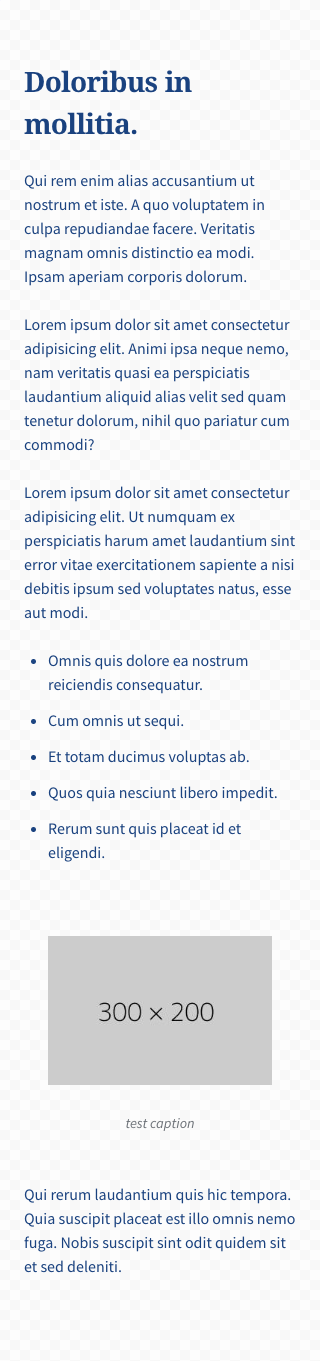 Doloribus in
mollitia.
Qui rem enim alias accusantium ut
nostrum et iste. A quo voluptatem in
culpa repudiandae facere. Veritatis
magnam omnis distinctio ea modi.
Ipsam aperiam corporis dolorum.
Lorem ipsum dolor sit amet consectetur
adipisicing elit. Animi ipsa neque nemo,
nam veritatis quasi ea perspiciatis
laudantium aliquid alias velit sed quam
tenetur dolorum, nihil quo pariatur cum
commodi?
Lorem ipsum dolor sit amet consectetur
adipisicing elit. Ut numquam ex
perspiciatis harum amet laudantium sint
error vitae exercitationem sapiente a nisi
debitis ipsum sed voluptates natus, esse
aut modi.
• Omnis quis dolore ea nostrum
reiciendis consequatur.
• Cum omnis ut sequi.
• Et totam ducimus voluptas ab.
• Quos quia nesciunt libero impedit.
• Rerum sunt quis placeat id et
eligendi.
300 × 200
test caption
Qui rerum laudantium quis hic tempora.
Quia suscipit placeat est illo omnis nemo
fuga. Nobis suscipit sint odit quidem sit
et sed deleniti.